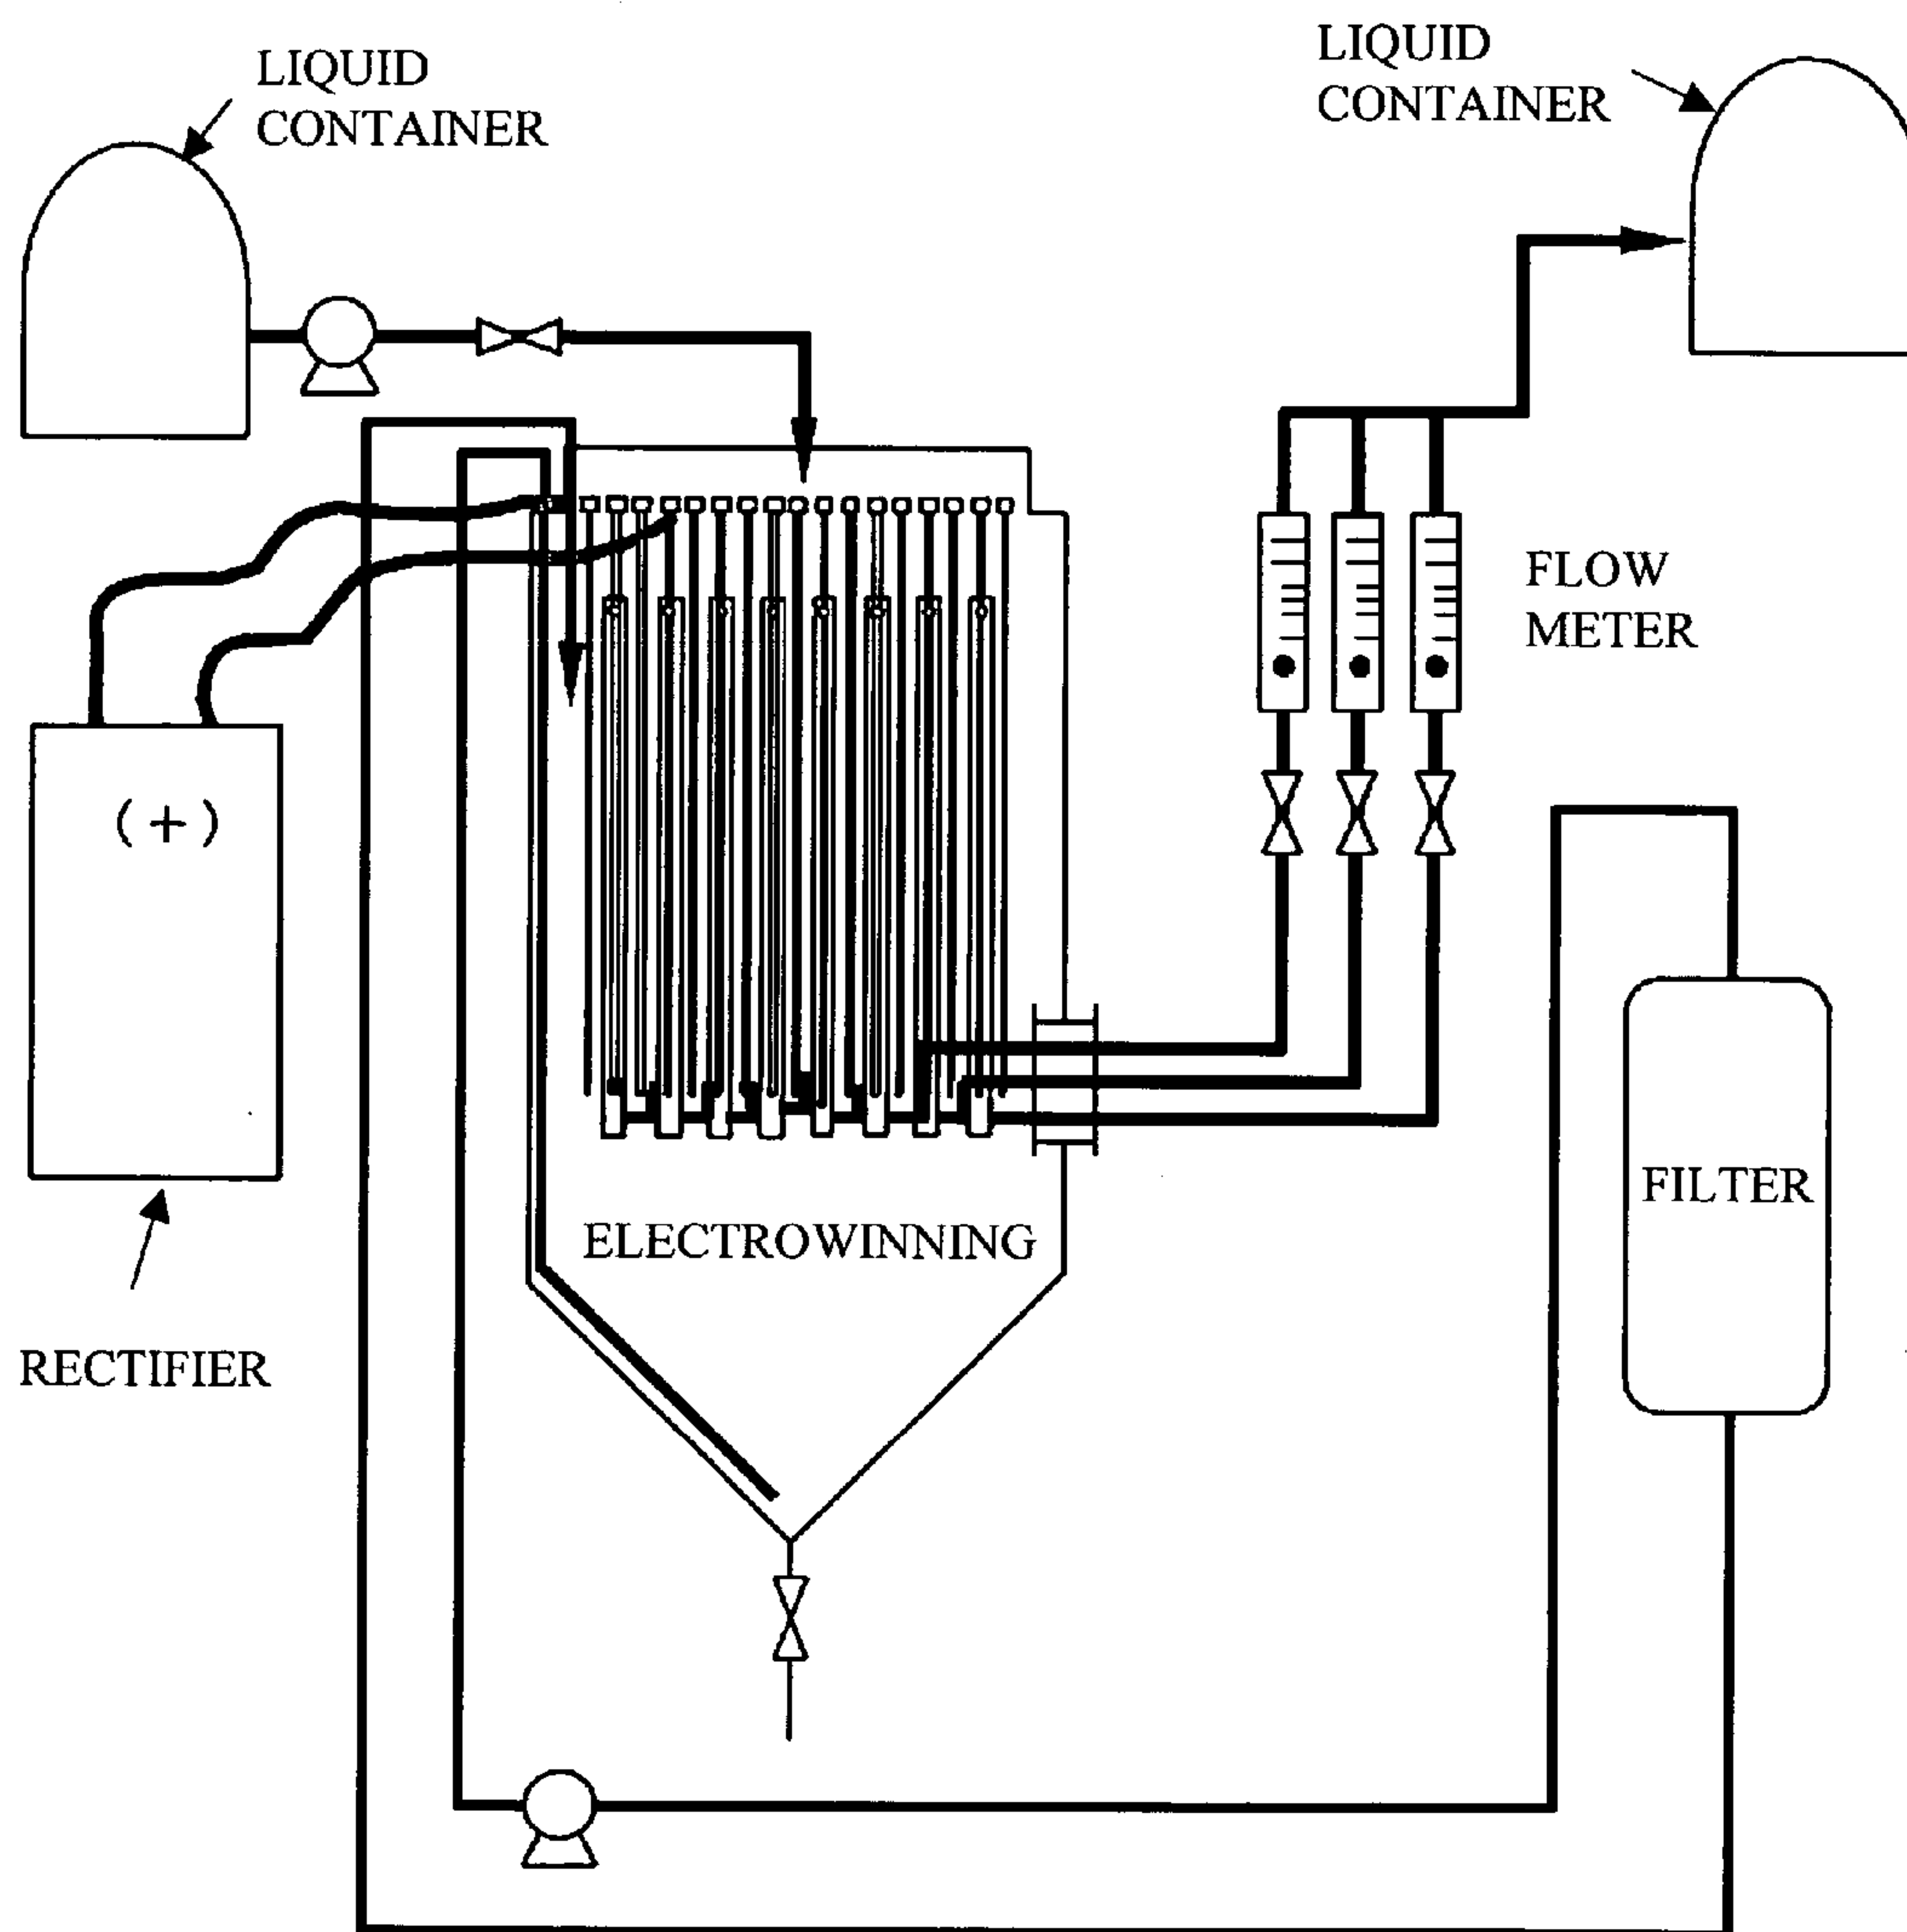 LIQUID
CONTAINER
LIQUID
CONTAINER
FLOW
METER
(+)
FILTER
ELECTROWINNING
RECTIFIER